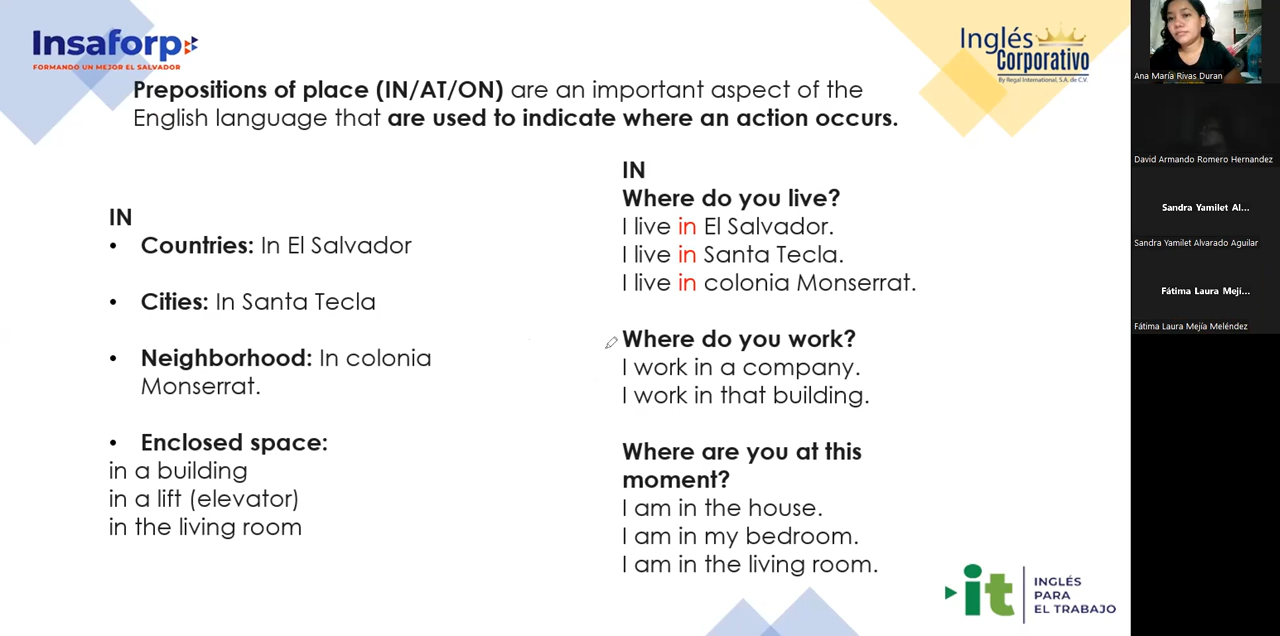 Insaforp
FORMANDO UN MEJOR EL SALVADOR
Inglés
Corporativo
By Regal International, S.A. de C.V.
Prepositions of place (IN/AT/ON) are an important aspect of the
English language that are used to indicate where an action occurs.
IN
• Countries: In El Salvador
• Cities: In Santa Tecla
• Neighborhood: In colonia
Monserrat.
• Enclosed space:
in a building
in a lift (elevator)
in the living room
IN
Where do you live?
I live in El Salvador.
I live in Santa Tecla.
I live in colonia Monserrat.
Where do you work?
I work in a company.
I work in that building.
Where are you at this
moment?
I am in the house.
I am in my bedroom.
I am in the living room.
it
INGLÉS
PARA
EL TRABAJO
Ana María Rivas Duran
David Armando Romero Hernandez
Sandra Yamilet Al...
Sandra Yamilet Alvarado Aguilar
Fátima Laura Mejí...
Fátima Laura Mejía Meléndez